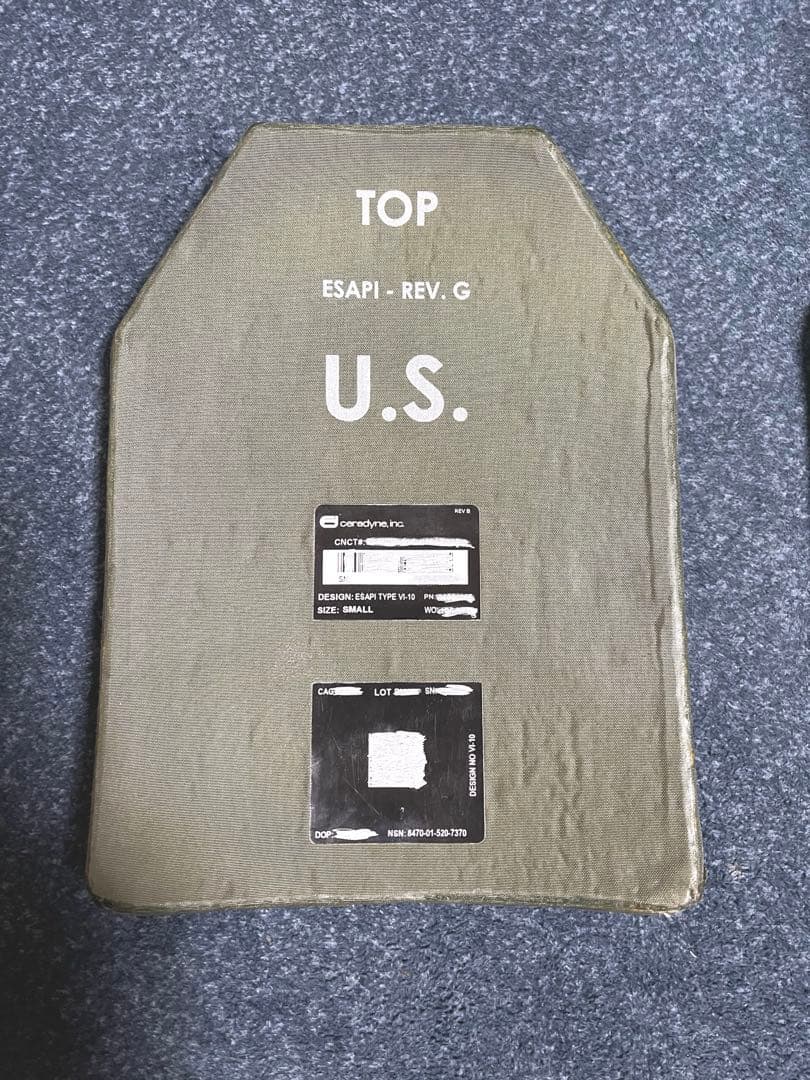 TOP
ESAPI - REV. G
U.S.
ceradyne, inc.
REV B
CNCT#:
DESIGN: ESAPI TYPE VI-10 PN:
SIZE: SMALL WO
CAG LOT SN
DESIGN NO VI-10
DOP NSN: 8470-01-520-7370